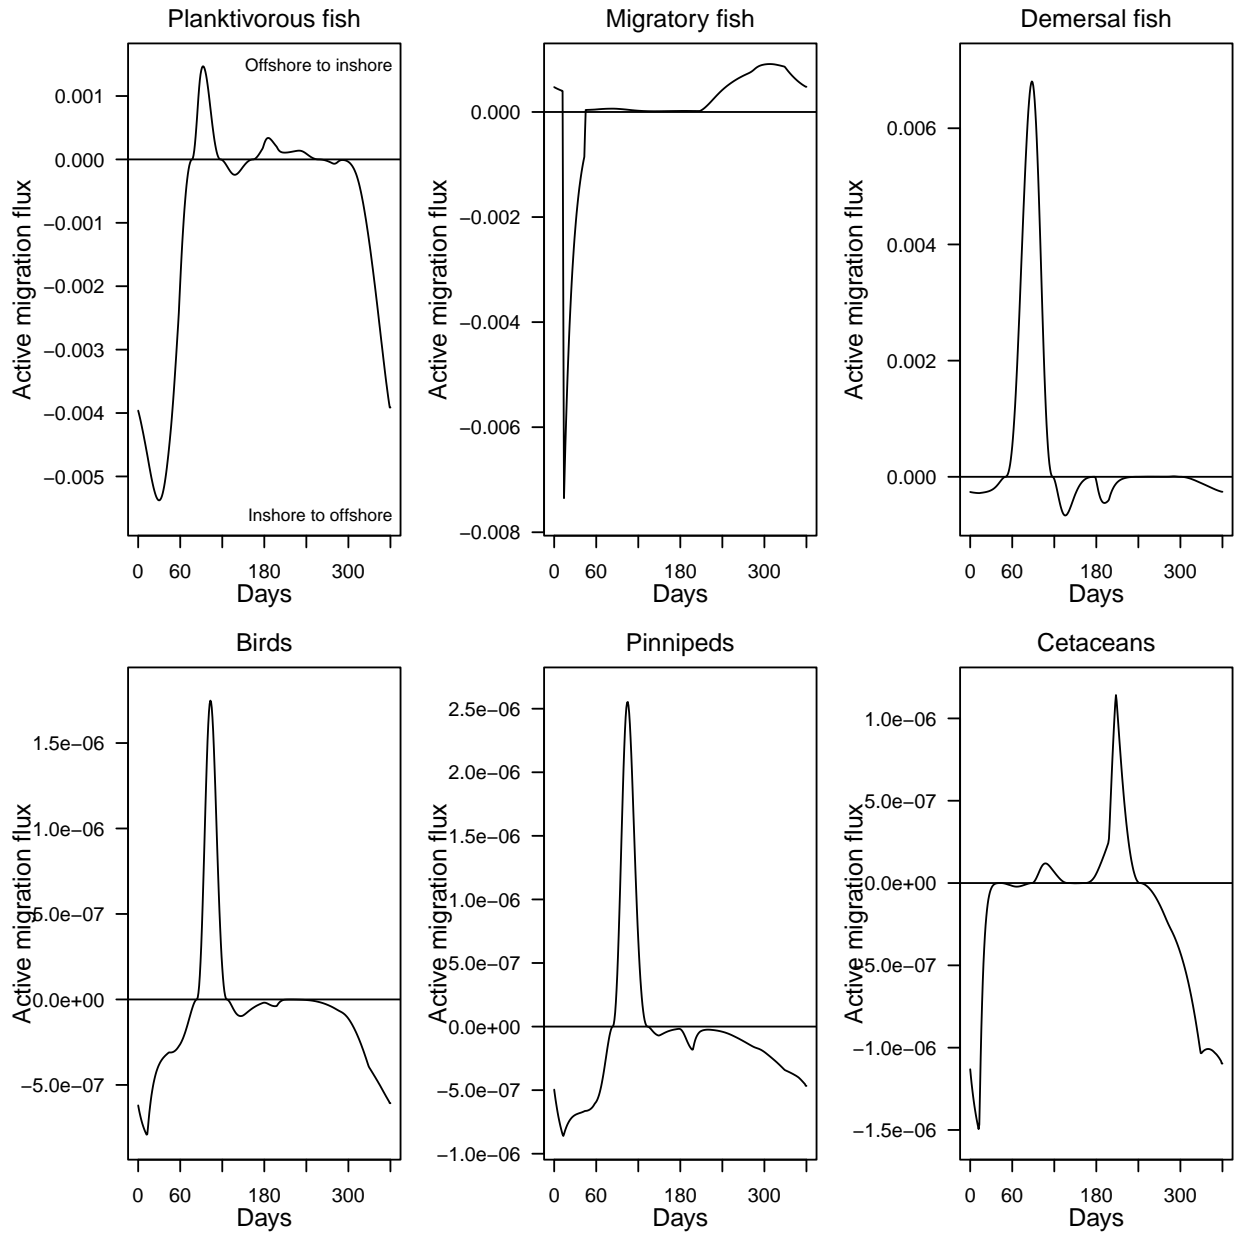 Planktivorous fish
Offshore to inshore
Inshore to offshore
Active migration flux
0.001
0.000
−0.001
−0.002
−0.003
−0.004
−0.005
0 60 180 300
Days
Migratory fish
Active migration flux
0.000
−0.002
−0.004
−0.006
−0.008
0 60 180 300
Days
Demersal fish
Active migration flux
0.006
0.004
0.002
0.000
0 60 180 300
Days
Birds
Active migration flux
1.5e−06
1.0e−06
5.0e−07
0.0e+00
−5.0e−07
0 60 180 300
Days
Pinnipeds
Active migration flux
2.5e−06
2.0e−06
1.5e−06
1.0e−06
5.0e−07
0.0e+00
−5.0e−07
−1.0e−06
0 60 180 300
Days
Cetaceans
Active migration flux
1.0e−06
5.0e−07
0.0e+00
−5.0e−07
−1.0e−06
−1.5e−06
0 60 180 300
Days